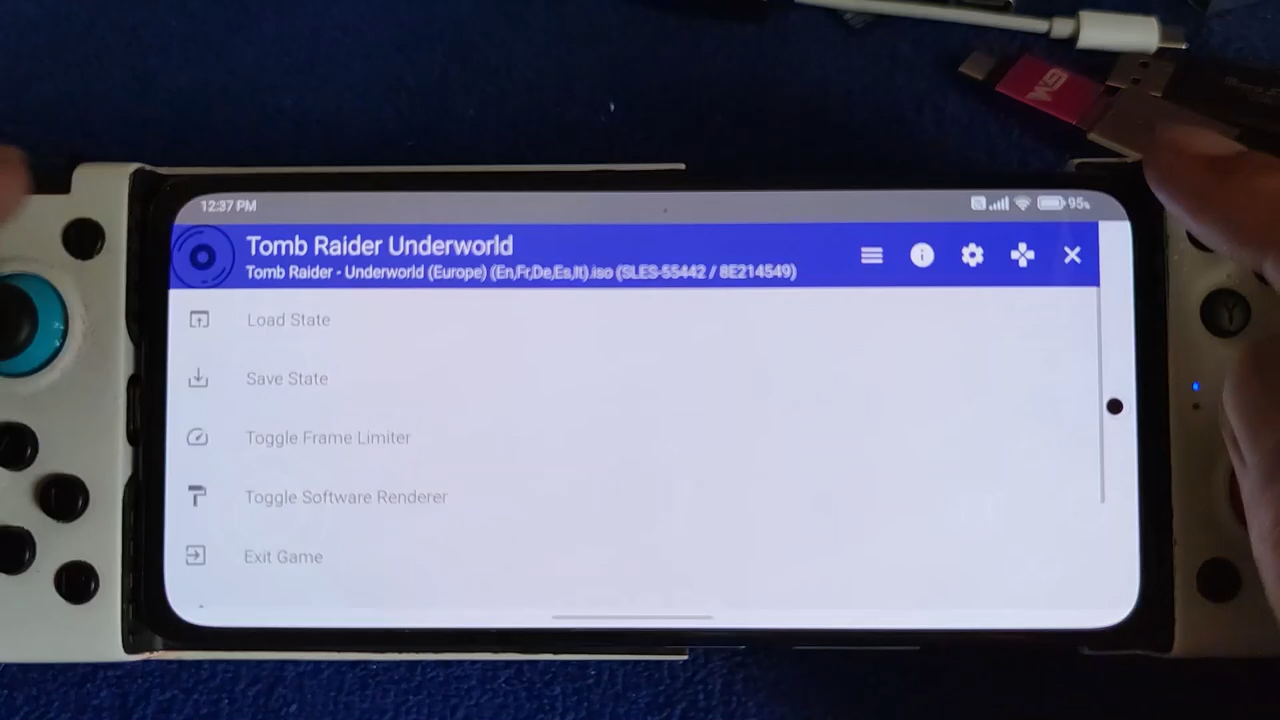 12:37 PM
95%
Tomb Raider Underworld
Tomb Raider - Underworld (Europe) (En,Fr,De,Es,It).iso (SLES-55442 / 8E214549)
Load State
Save State
Toggle Frame Limiter
Toggle Software Renderer
Exit Game
Y